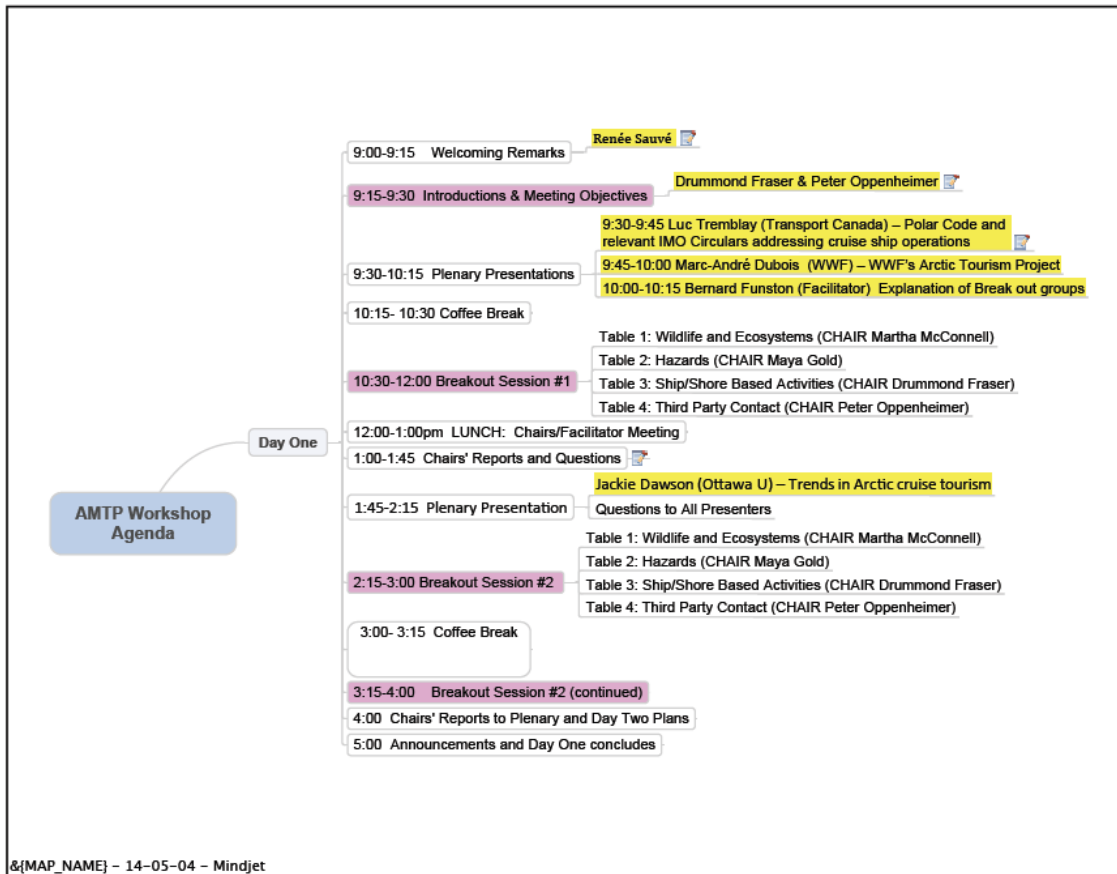 AMTP Workshop
Agenda
Day One
9:00-9:15 Welcoming Remarks
Renée Sauvé
9:15-9:30 Introductions & Meeting Objectives
Drummond Fraser & Peter Oppenheimer
9:30-10:15 Plenary Presentations
9:30-9:45 Luc Tremblay (Transport Canada) – Polar Code and
relevant IMO Circulars addressing cruise ship operations
9:45-10:00 Marc-André Dubois (WWF) – WWF's Arctic Tourism Project
10:00-10:15 Bernard Funston (Facilitator) Explanation of Break out groups
10:15- 10:30 Coffee Break
10:30-12:00 Breakout Session #1
Table 1: Wildlife and Ecosystems (CHAIR Martha McConnell)
Table 2: Hazards (CHAIR Maya Gold)
Table 3: Ship/Shore Based Activities (CHAIR Drummond Fraser)
Table 4: Third Party Contact (CHAIR Peter Oppenheimer)
12:00-1:00pm LUNCH: Chairs/Facilitator Meeting
1:00-1:45 Chairs' Reports and Questions
1:45-2:15 Plenary Presentation
Jackie Dawson (Ottawa U) – Trends in Arctic cruise tourism
Questions to All Presenters
2:15-3:00 Breakout Session #2
Table 1: Wildlife and Ecosystems (CHAIR Martha McConnell)
Table 2: Hazards (CHAIR Maya Gold)
Table 3: Ship/Shore Based Activities (CHAIR Drummond Fraser)
Table 4: Third Party Contact (CHAIR Peter Oppenheimer)
3:00- 3:15 Coffee Break
3:15-4:00 Breakout Session #2 (continued)
4:00 Chairs' Reports to Plenary and Day Two Plans
5:00 Announcements and Day One concludes
&{MAP_NAME} – 14–05–04 – Mindjet